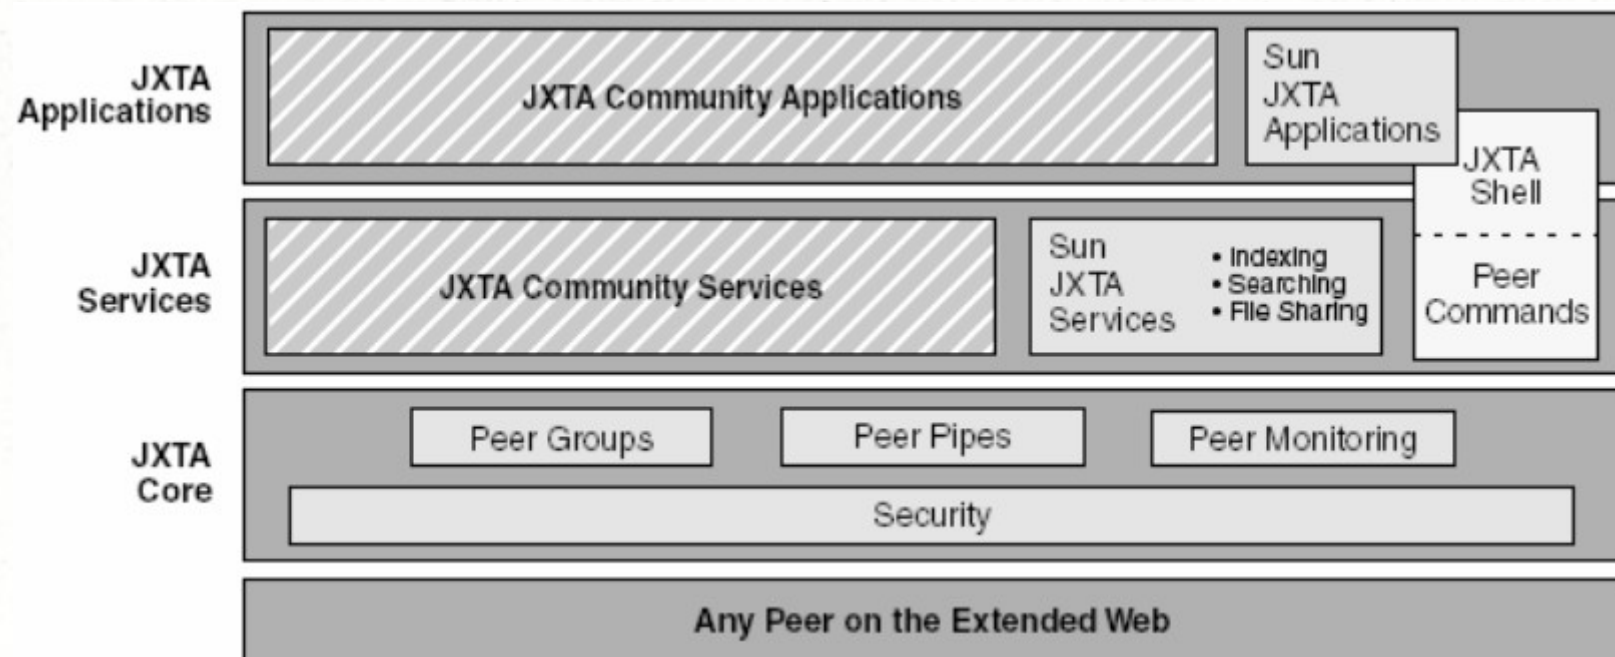 JXTA
Applications
JXTA Community Applications
Sun
JXTA
Applications
JXTA
Shell
JXTA
Services
JXTA Community Services
Sun
JXTA
Services
• Indexing
• Searching
• File Sharing
Peer
Commands
JXTA
Core
Peer Groups
Peer Pipes
Peer Monitoring
Security
Any Peer on the Extended Web